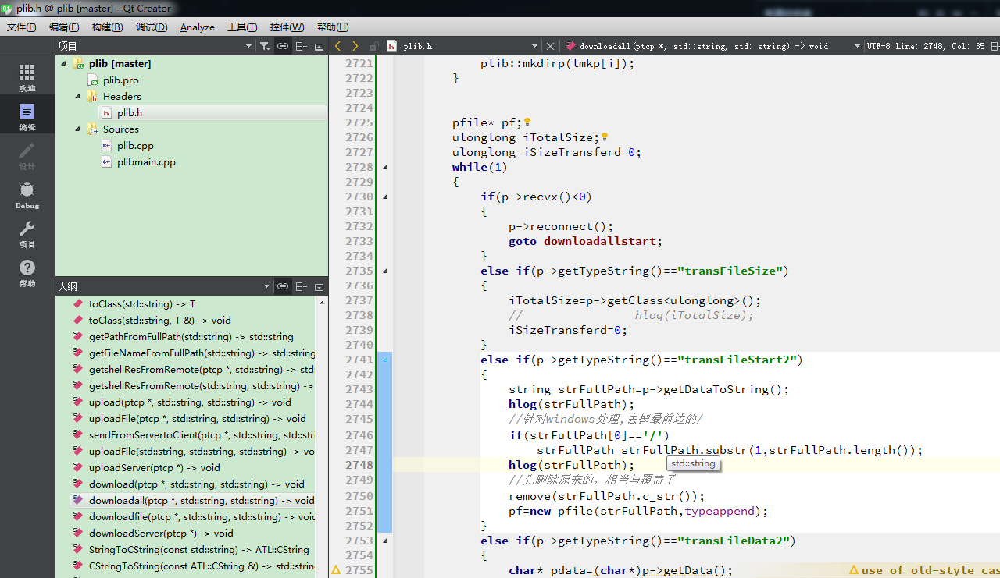 plib.h @ plib [master] - Qt Creator
文件(F) 编辑(E) 构建(B) 调试(D) Analyze 工具(T) 控件(W) 帮助(H)
项目
plib.h
downloadall(ptcp *, std::string, std::string) -> void
UTF-8 Line: 2748, Col: 35
欢迎
编辑
设计
Debug
项目
帮助
plib [master]
plib.pro
Headers
plib.h
Sources
plib.cpp
plibmain.cpp
大纲
toClass(std::string) -> T
toClass(std::string, T &) -> void
getPathFromFullPath(std::string) -> std::string
getFileNameFromFullPath(std::string) -> std::string
getshellResFromRemote(ptcp *, std::string) -> std:
getshellResFromRemote(std::string, std::string) ->
upload(ptcp *, std::string, std::string) -> void
uploadFile(ptcp *, std::string, std::string) -> void
sendFromServertoClient(ptcp *, std::string, std::stri
uploadFile(std::string, std::string, std::string) -> vo
uploadServer(ptcp *) -> void
download(ptcp *, std::string, std::string) -> void
downloadall(ptcp *, std::string, std::string) -> void
downloadfile(ptcp *, std::string, std::string) -> void
downloadServer(ptcp *) -> void
StringToCString(const std::string) -> ATL::CString
CStringToString(const ATL::CString &) -> std::strin
2721 plib::mkdirp(lmkp[i]);
2722 }
2723
2724
2725 pfile* pf;
2726 ulonglong iTotalSize;
2727 ulonglong iSizeTransferd=0;
2728 while(1)
2729 {
2730 if(p->recvx()<0)
2731 {
2732 p->reconnect();
2733 goto downloadallstart;
2734 }
2735 else if(p->getTypeString()=="transFileSize")
2736 {
2737 iTotalSize=p->getClass<ulonglong>();
2738 // hlog(iTotalSize);
2739 iSizeTransferd=0;
2740 }
2741 else if(p->getTypeString()=="transFileStart2")
2742 {
2743 string strFullPath=p->getDataToString();
2744 hlog(strFullPath);
2745 //针对windows处理,去掉最前边的/
2746 if(strFullPath[0]=='/')
2747 strFullPath=strFullPath.substr(1,strFullPath.length());
2748 hlog(strFullPath);
std::string
2749 //先删除原来的，相当与覆盖了
2750 remove(strFullPath.c_str());
2751 pf=new pfile(strFullPath,typeappend);
2752 }
2753 else if(p->getTypeString()=="transFileData2")
2754 {
2755 char* pdata=(char*)p->getData(); use of old-style cas